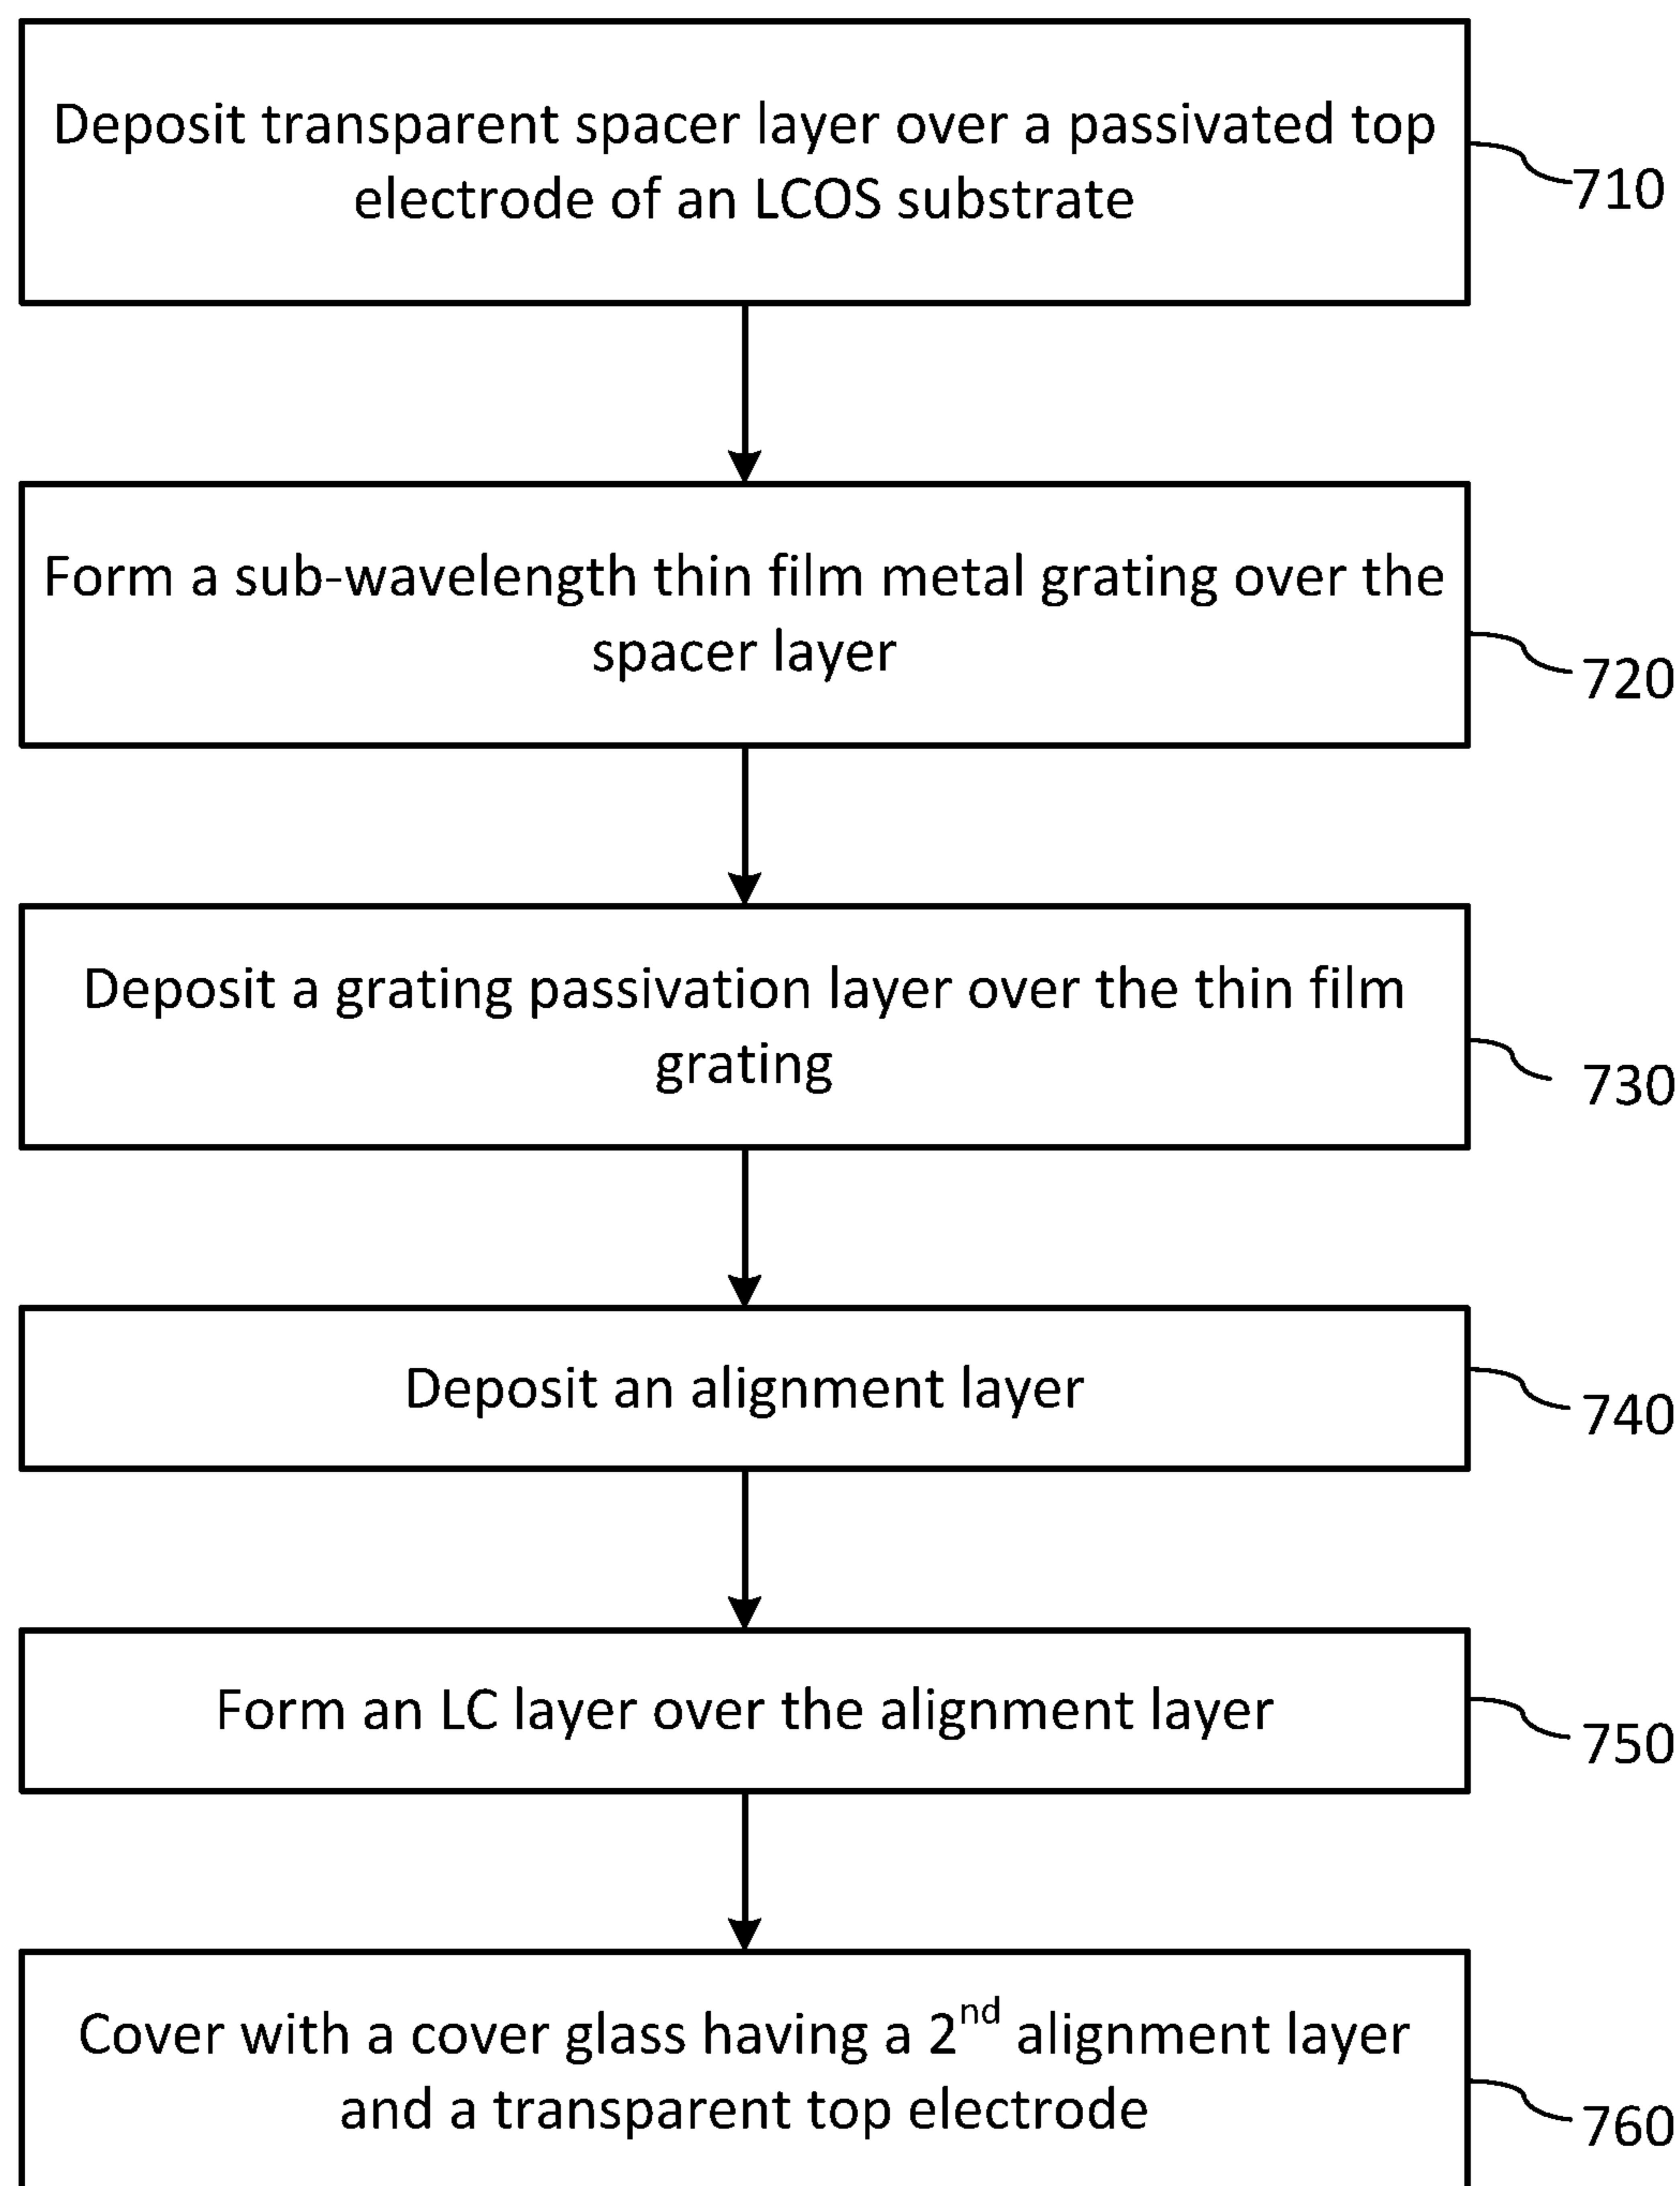 Deposit transparent spacer layer over a passivated top
electrode of an LCOS substrate
710
Form a sub-wavelength thin film metal grating over the
spacer layer
720
Deposit a grating passivation layer over the thin film
grating
730
Deposit an alignment layer
740
Form an LC layer over the alignment layer
750
Cover with a cover glass having a 2nd alignment layer
and a transparent top electrode
760